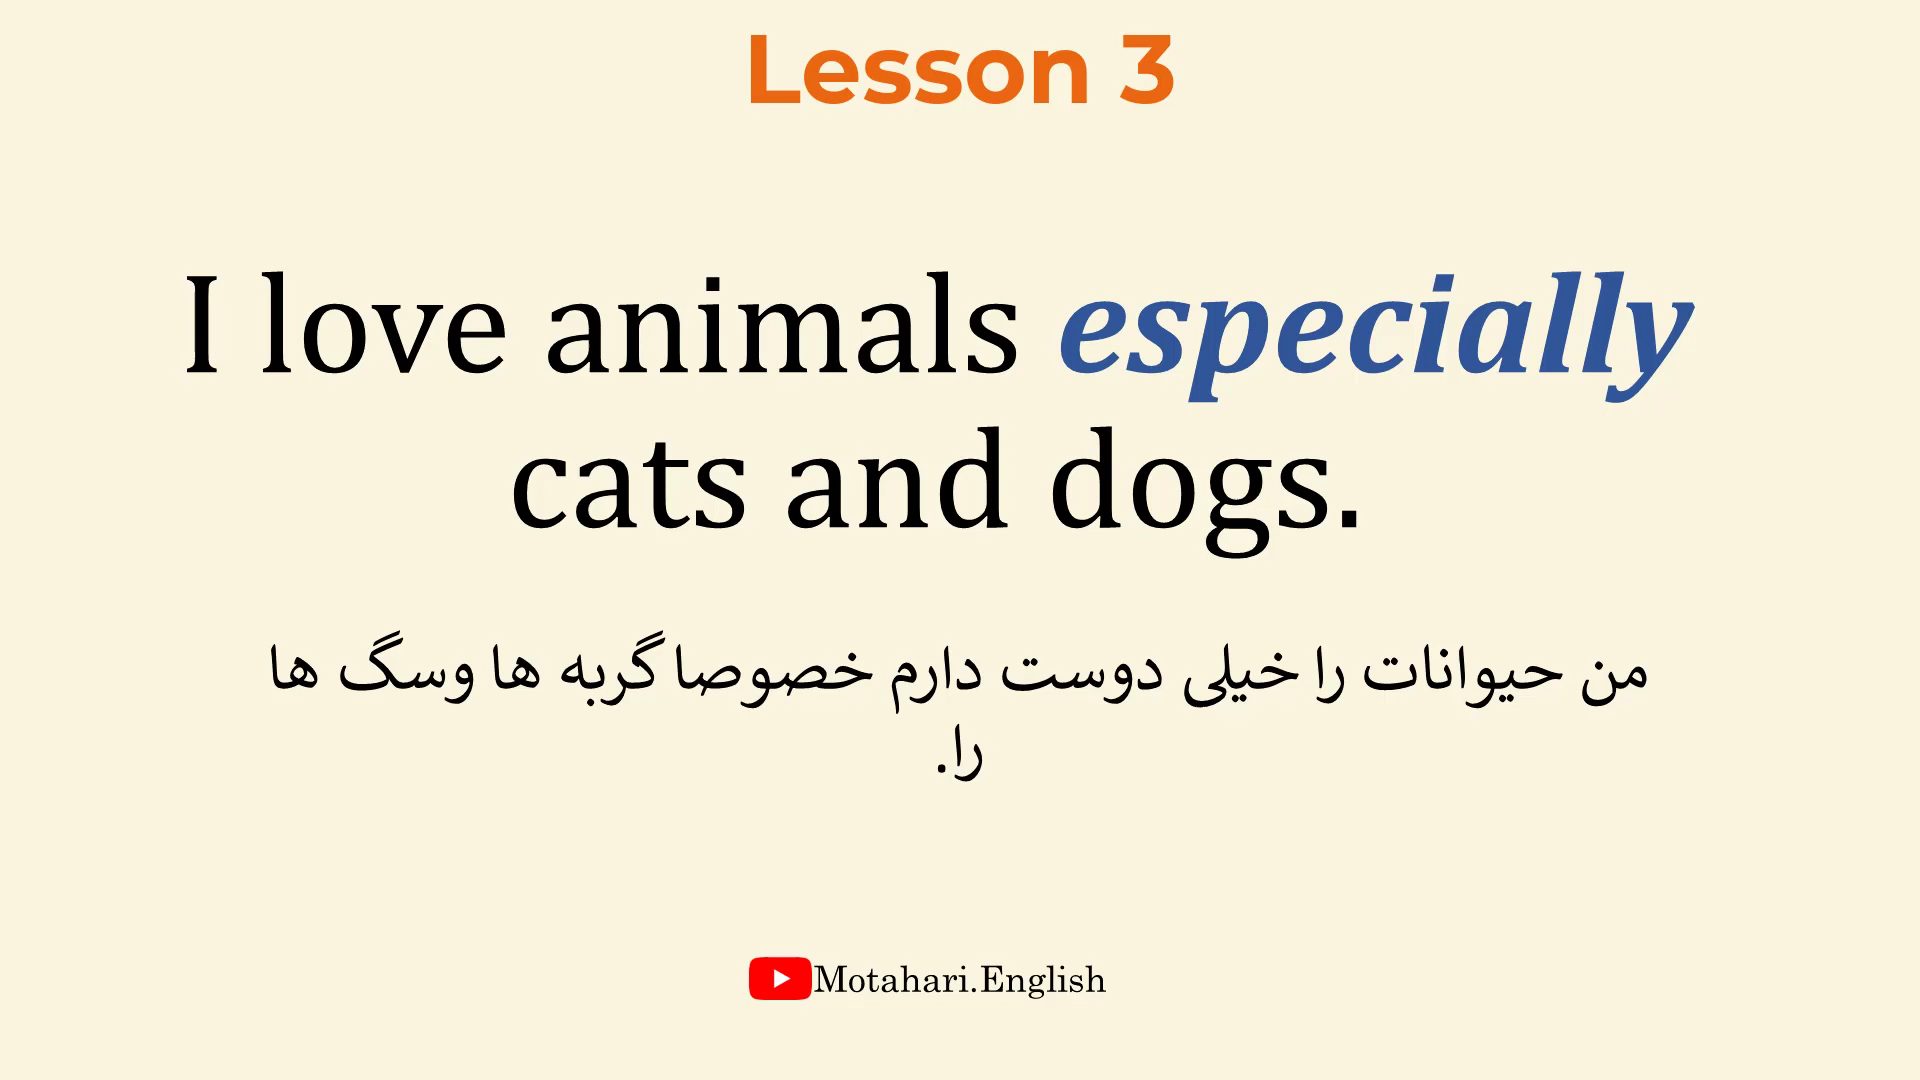 Lesson 3
I love animals especially
cats and dogs.
من حیوانات را خیلی دوست دارم خصوصا گربه ها وسگ ها
را.
Motahari.English